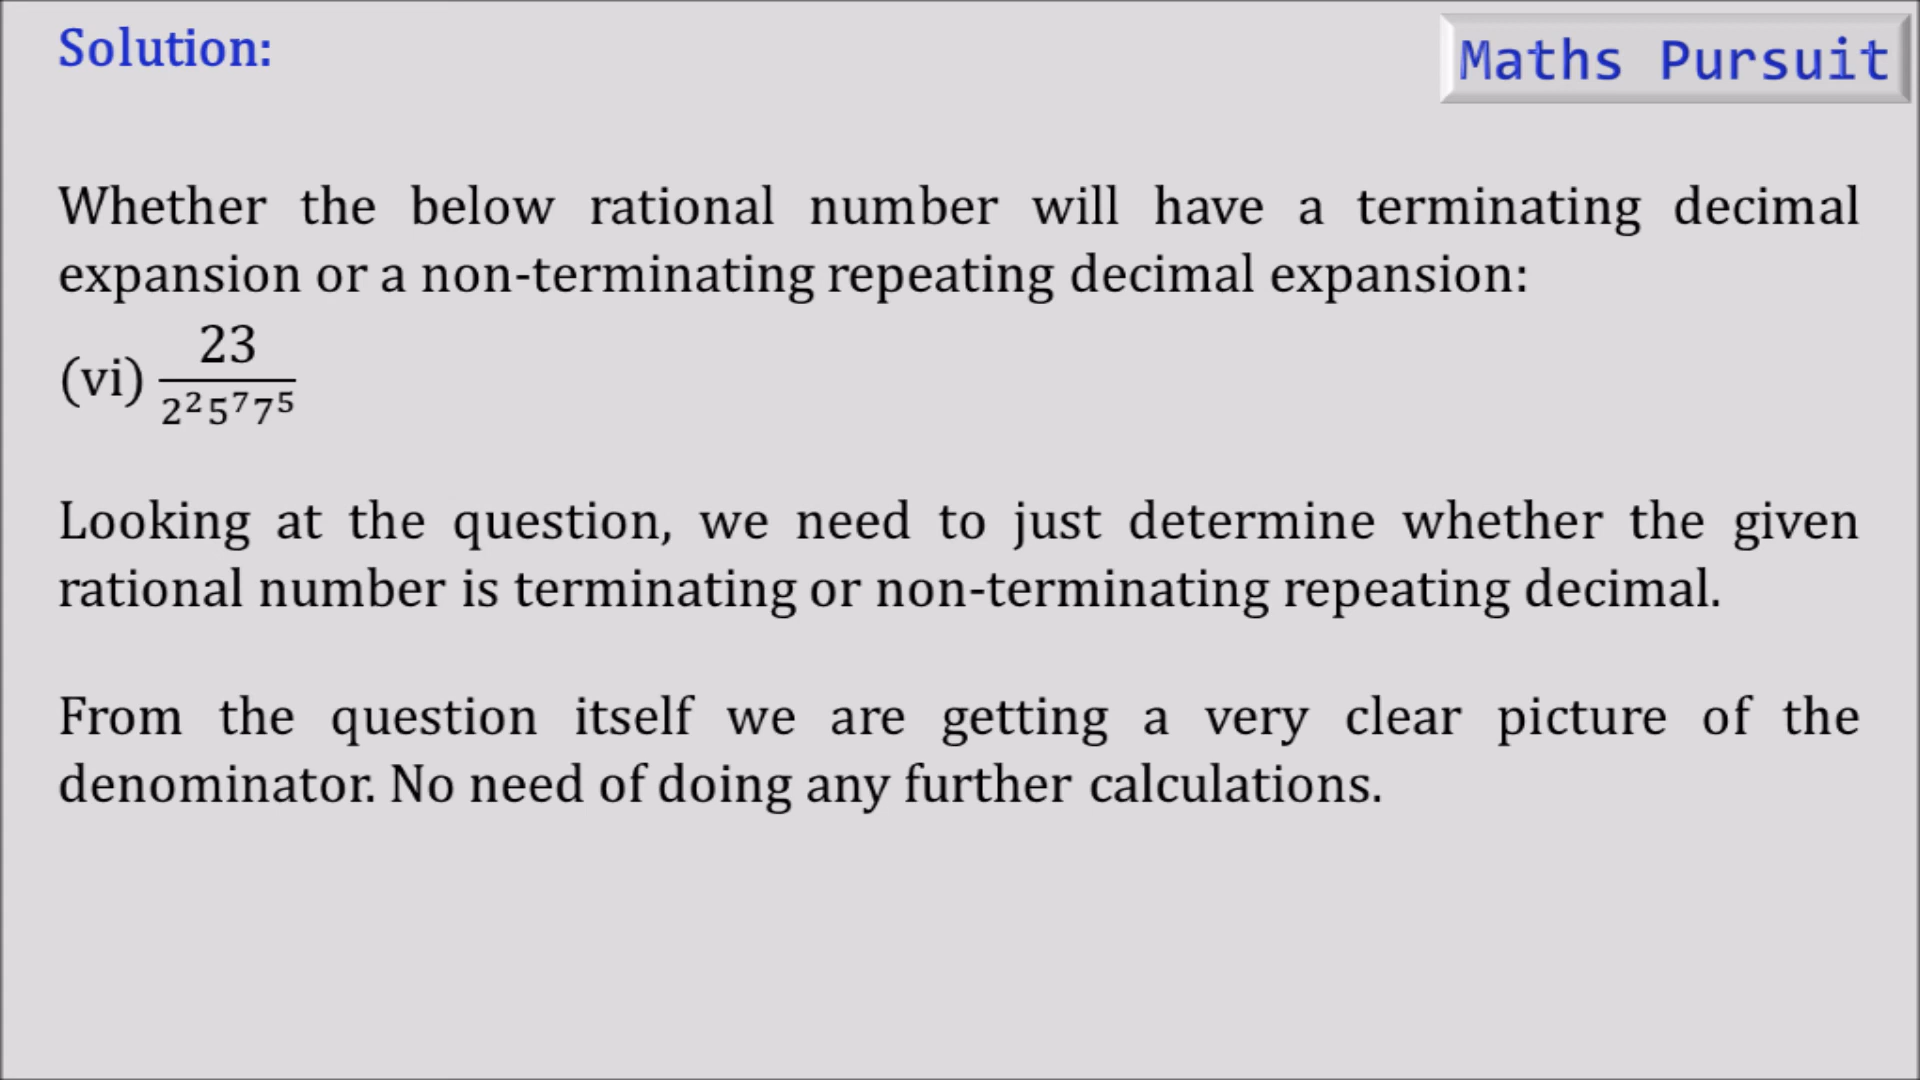 Solution:
Maths Pursuit
Whether the below rational number will have a terminating decimal
expansion or a non-terminating repeating decimal expansion:
(vi) 23
2²5⁷7⁵
Looking at the question, we need to just determine whether the given
rational number is terminating or non-terminating repeating decimal.
From the question itself we are getting a very clear picture of the
denominator. No need of doing any further calculations.